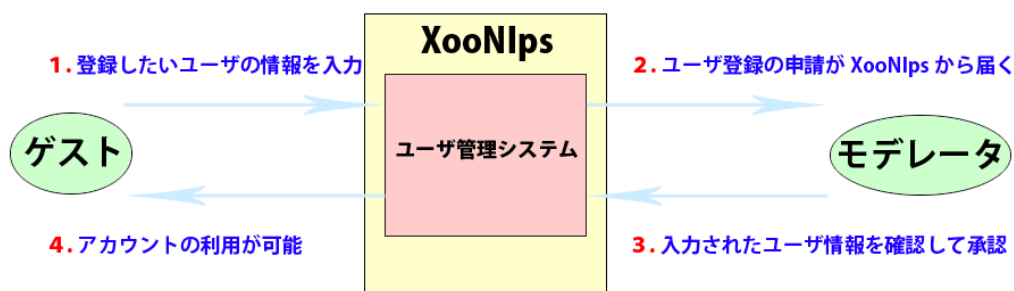 XooNIps
1. 登録したいユーザの情報を入力
2. ユーザ登録の申請が XooNIps から届く
ゲスト
ユーザ管理システム
モデレータ
4. アカウントの利用が可能
3. 入力されたユーザ情報を確認して承認